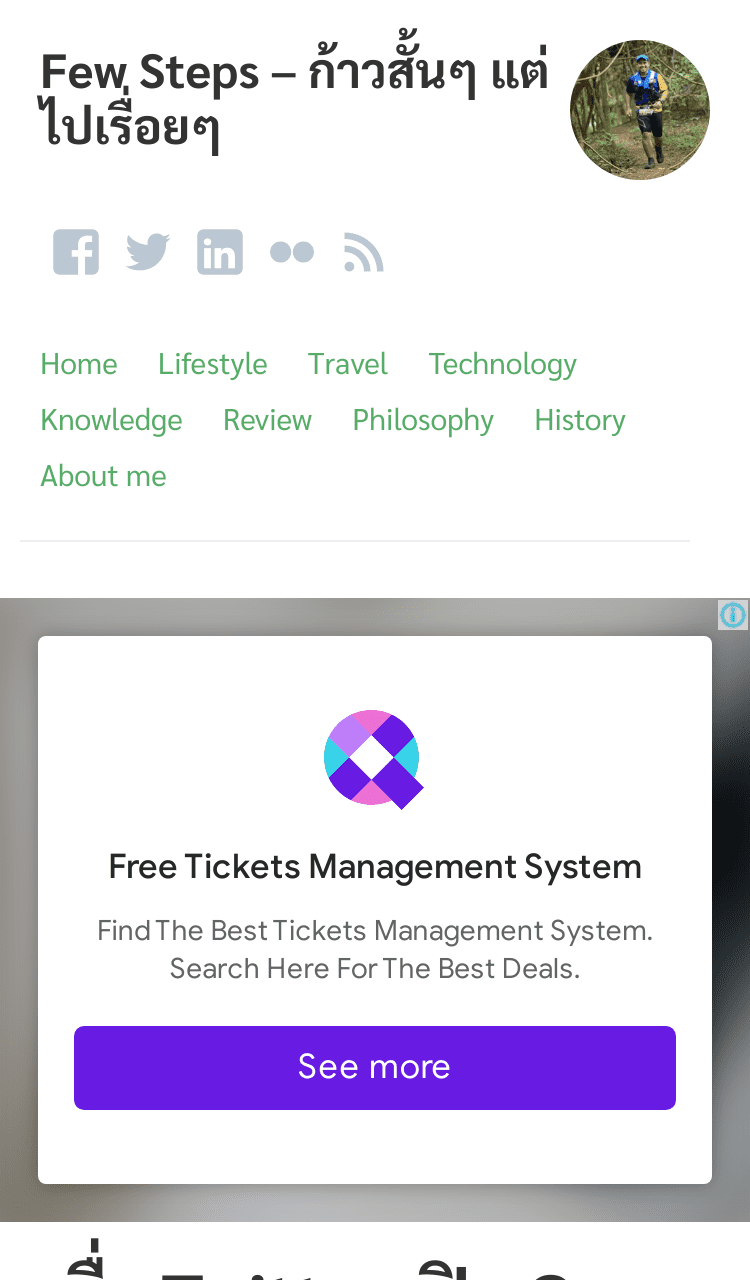 Few Steps – ก้าวสั้นๆ แต่
ไปเรื่อยๆ
Home Lifestyle Travel Technology
Knowledge Review Philosophy History
About me
Free Tickets Management System
Find The Best Tickets Management System.
Search Here For The Best Deals.
See more